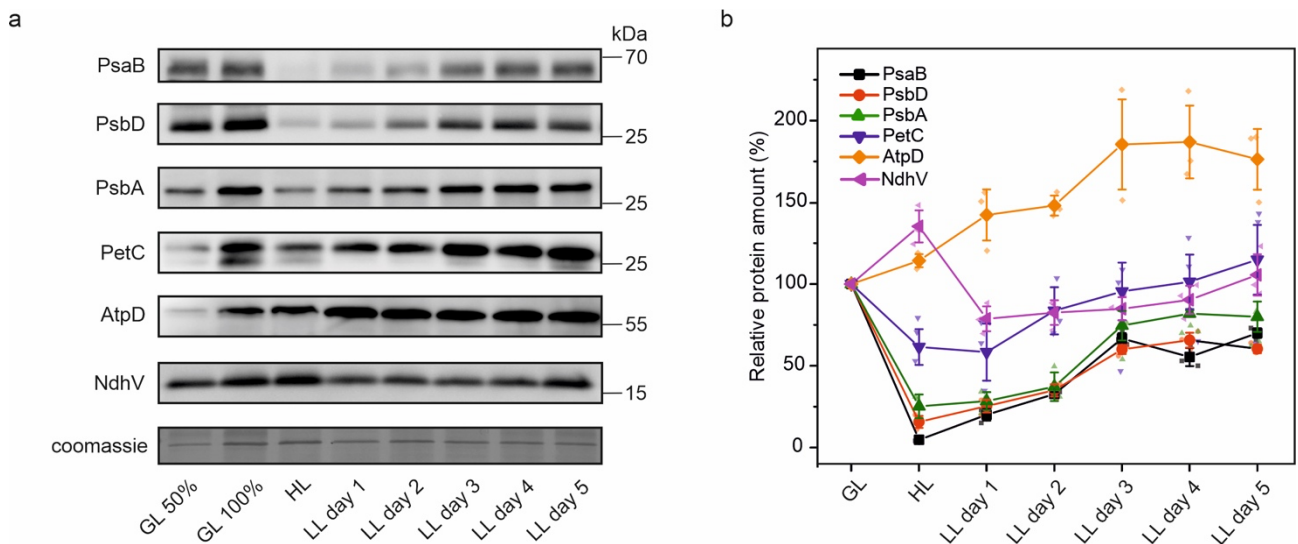 a
kDa
PsaB
70
PsbD
25
PsbA
25
PetC
25
AtpD
55
NdhV
15
coomassie
GL 50%
GL 100%
HL
LL day 1
LL day 2
LL day 3
LL day 4
LL day 5
b
PsaB
PsbD
PsbA
PetC
AtpD
NdhV
Relative protein amount (%)
200
150
100
50
0
GL
HL
LL day 1
LL day 2
LL day 3
LL day 4
LL day 5